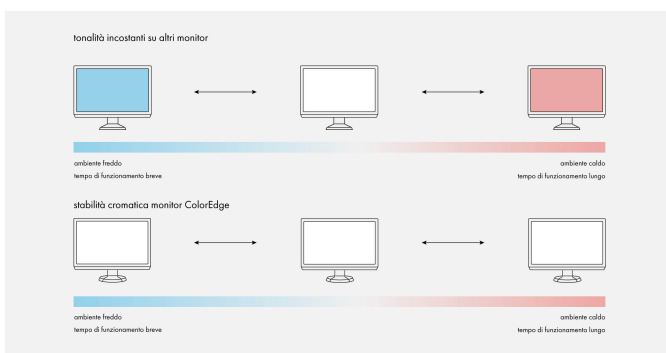 tonalità incostanti su altri monitor
ambiente freddo
ambiente caldo
tempo di funzionamento breve
tempo di funzionamento lungo
stabilità cromatica monitor ColorEdge
ambiente freddo
ambiente caldo
tempo di funzionamento breve
tempo di funzionamento lungo